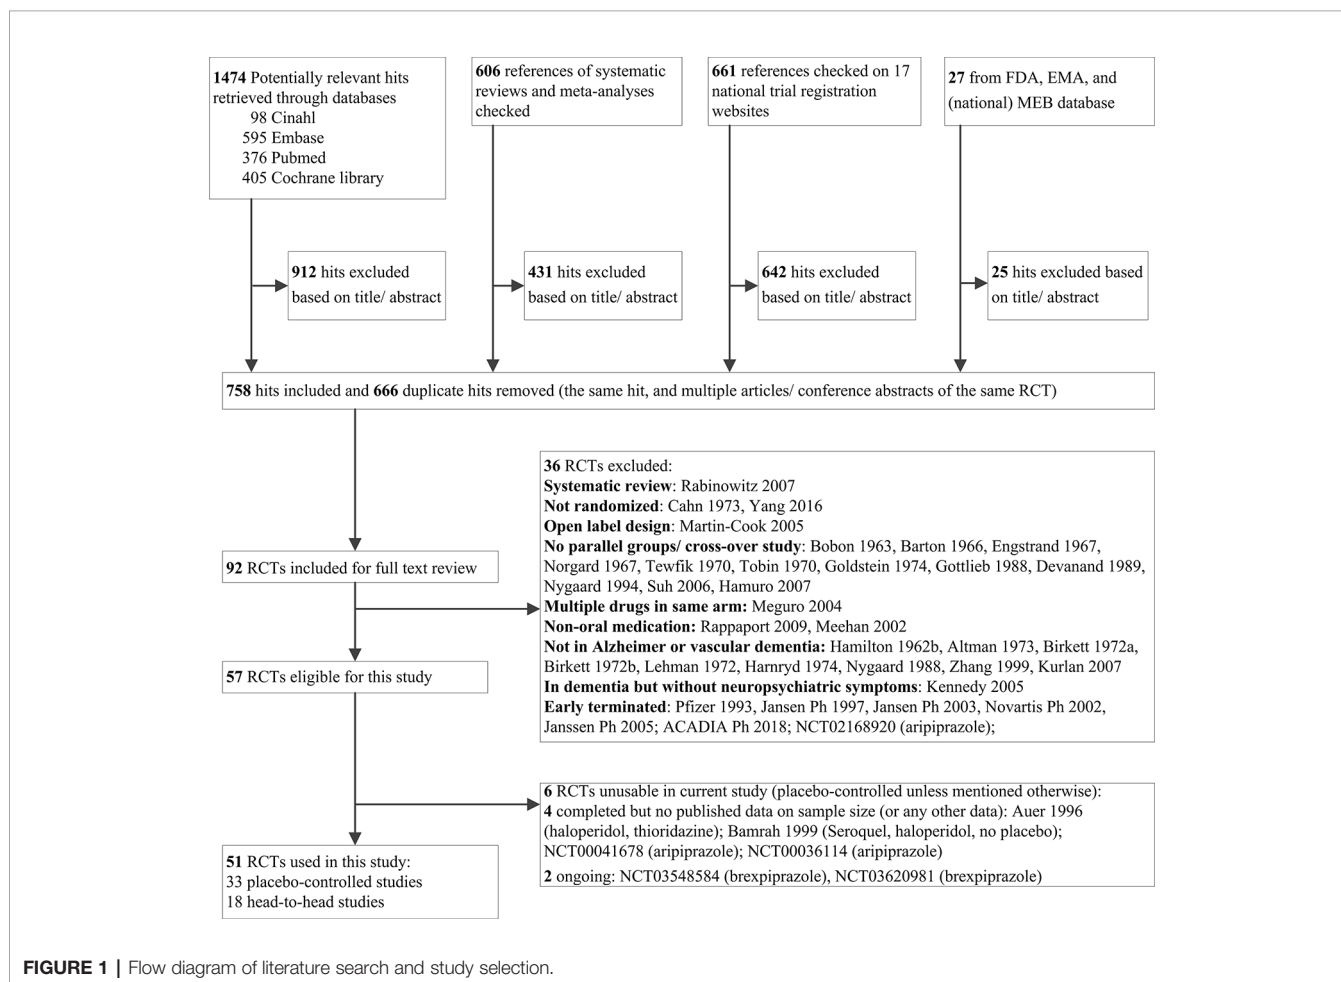 1474 Potentially relevant hits
retrieved through databases
98 Cinahl
595 Embase
376 Pubmed
405 Cochrane library
606 references of systematic
reviews and meta-analyses
checked
661 references checked on 17
national trial registration
websites
27 from FDA, EMA, and
(national) MEB database
912 hits excluded
based on title/ abstract
431 hits excluded
based on title/ abstract
642 hits excluded
based on title/ abstract
25 hits excluded based
on title/ abstract
758 hits included and 666 duplicate hits removed (the same hit, and multiple articles/ conference abstracts of the same RCT)
36 RCTs excluded:
Systematic review: Rabinowitz 2007
Not randomized: Cahn 1973, Yang 2016
Open label design: Martin-Cook 2005
No parallel groups/ cross-over study: Bobon 1963, Barton 1966, Engstrand 1967,
Norgard 1967, Tewfik 1970, Tobin 1970, Goldstein 1974, Gottlieb 1988, Devanand 1989,
Nygaard 1994, Suh 2006, Hamuro 2007
Multiple drugs in same arm: Meguro 2004
Non-oral medication: Rappaport 2009, Meehan 2002
Not in Alzheimer or vascular dementia: Hamilton 1962b, Altman 1973, Birkett 1972a,
Birkett 1972b, Lehman 1972, Harnryd 1974, Nygaard 1988, Zhang 1999, Kurlan 2007
In dementia but without neuropsychiatric symptoms: Kennedy 2005
Early terminated: Pfizer 1993, Jansen Ph 1997, Jansen Ph 2003, Novartis Ph 2002,
Janssen Ph 2005; ACADIA Ph 2018; NCT02168920 (aripiprazole);
92 RCTs included for full text review
57 RCTs eligible for this study
6 RCTs unusable in current study (placebo-controlled unless mentioned otherwise):
4 completed but no published data on sample size (or any other data): Auer 1996
(haloperidol, thioridazine); Bamrah 1999 (Seroquel, haloperidol, no placebo);
NCT00041678 (aripiprazole); NCT00036114 (aripiprazole)
2 ongoing: NCT03548584 (brexpiprazole), NCT03620981 (brexpiprazole)
51 RCTs used in this study:
33 placebo-controlled studies
18 head-to-head studies
FIGURE 1 | Flow diagram of literature search and study selection.